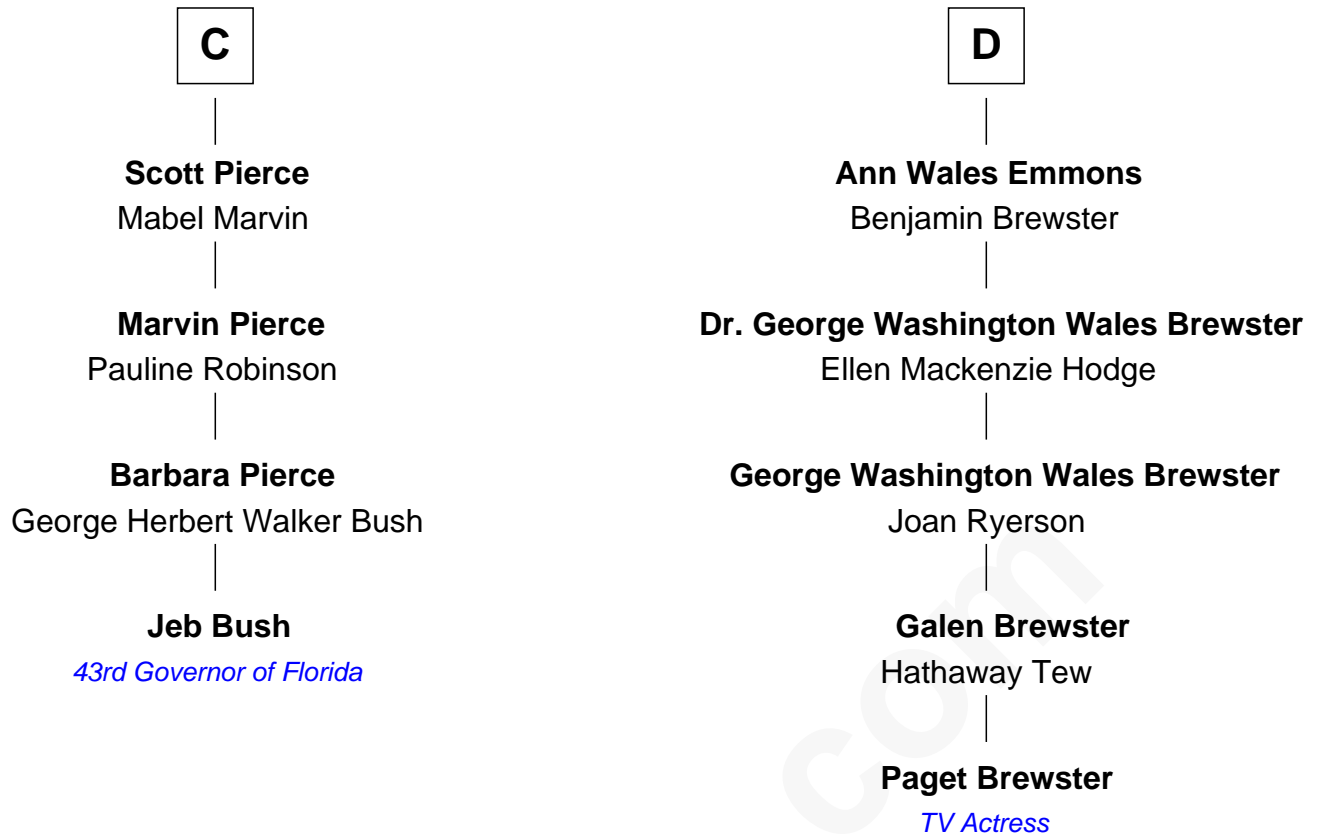 C
Scott Pierce
Mabel Marvin
Marvin Pierce
Pauline Robinson
Barbara Pierce
George Herbert Walker Bush
Jeb Bush
43rd Governor of Florida
D
Ann Wales Emmons
Benjamin Brewster
Dr. George Washington Wales Brewster
Ellen Mackenzie Hodge
George Washington Wales Brewster
Joan Ryerson
Galen Brewster
Hathaway Tew
Paget Brewster
TV Actress
com